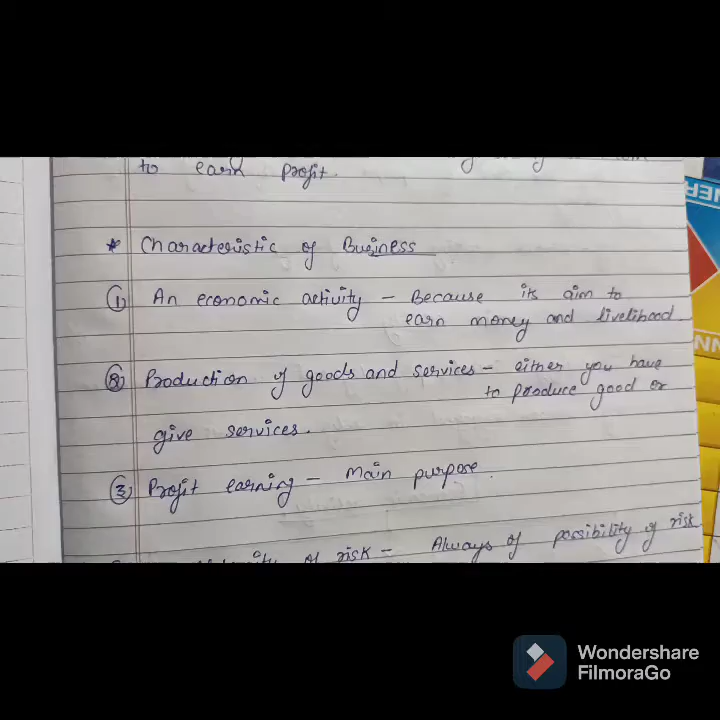 to earn profit.
* Characteristic of Business
① An economic activity – Because its aim to
earn money and livelihood
② Production of goods and services – either you have
to produce good or
give services.
③ Profit earning – Main purpose.
of risk – Always of possibility of risk
Wondershare
FilmoraGo